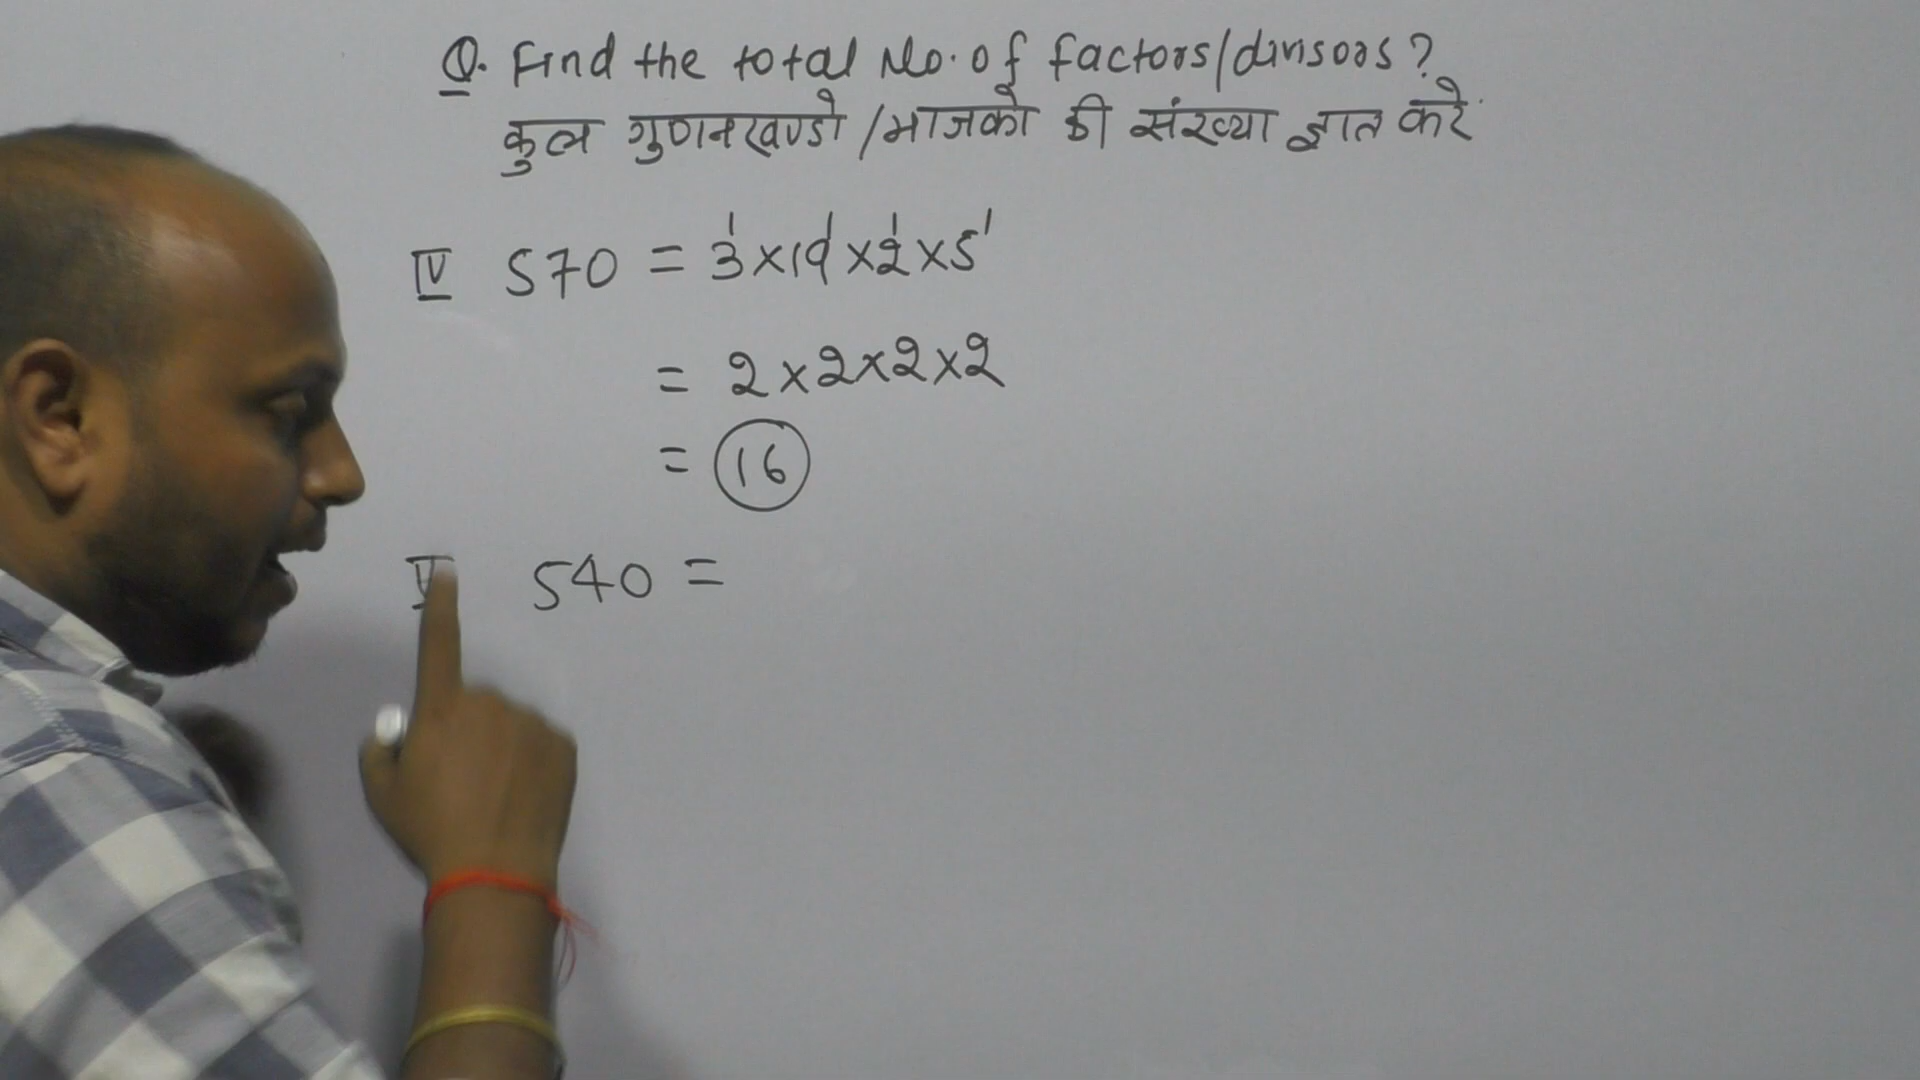 Q. Find the total No. of factors/divisors?
कुल गुणनखण्डो /भाजको की संख्या ज्ञात करे
IV 570 = 3¹×19¹×2¹×5¹
= 2×2×2×2
= 16
540 =